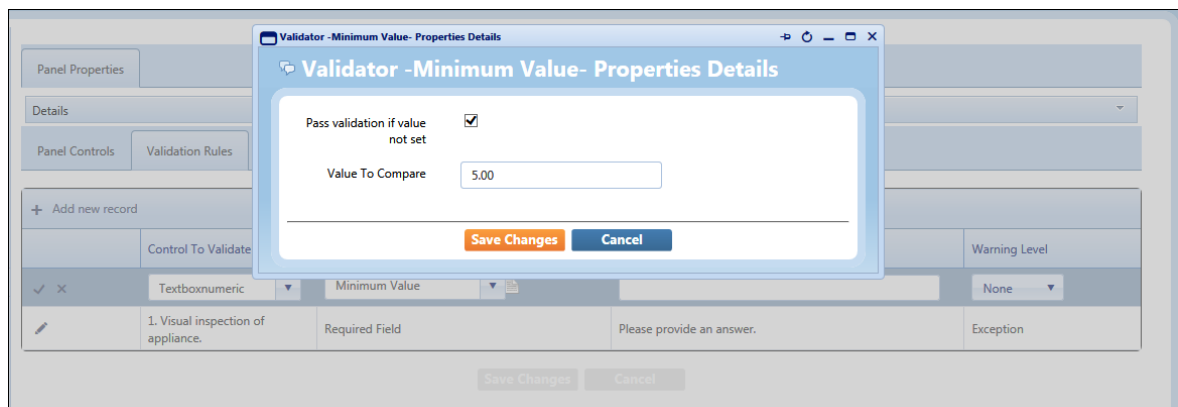 Validator -Minimum Value- Properties Details
Validator -Minimum Value- Properties Details
Pass validation if value
not set
Value To Compare
5.00
Save Changes
Cancel
Panel Properties
Details
Panel Controls
Validation Rules
+ Add new record
Control To Validate
Warning Level
Textboxnumeric
Minimum Value
None
1. Visual inspection of
appliance.
Required Field
Please provide an answer.
Exception
Save Changes
Cancel